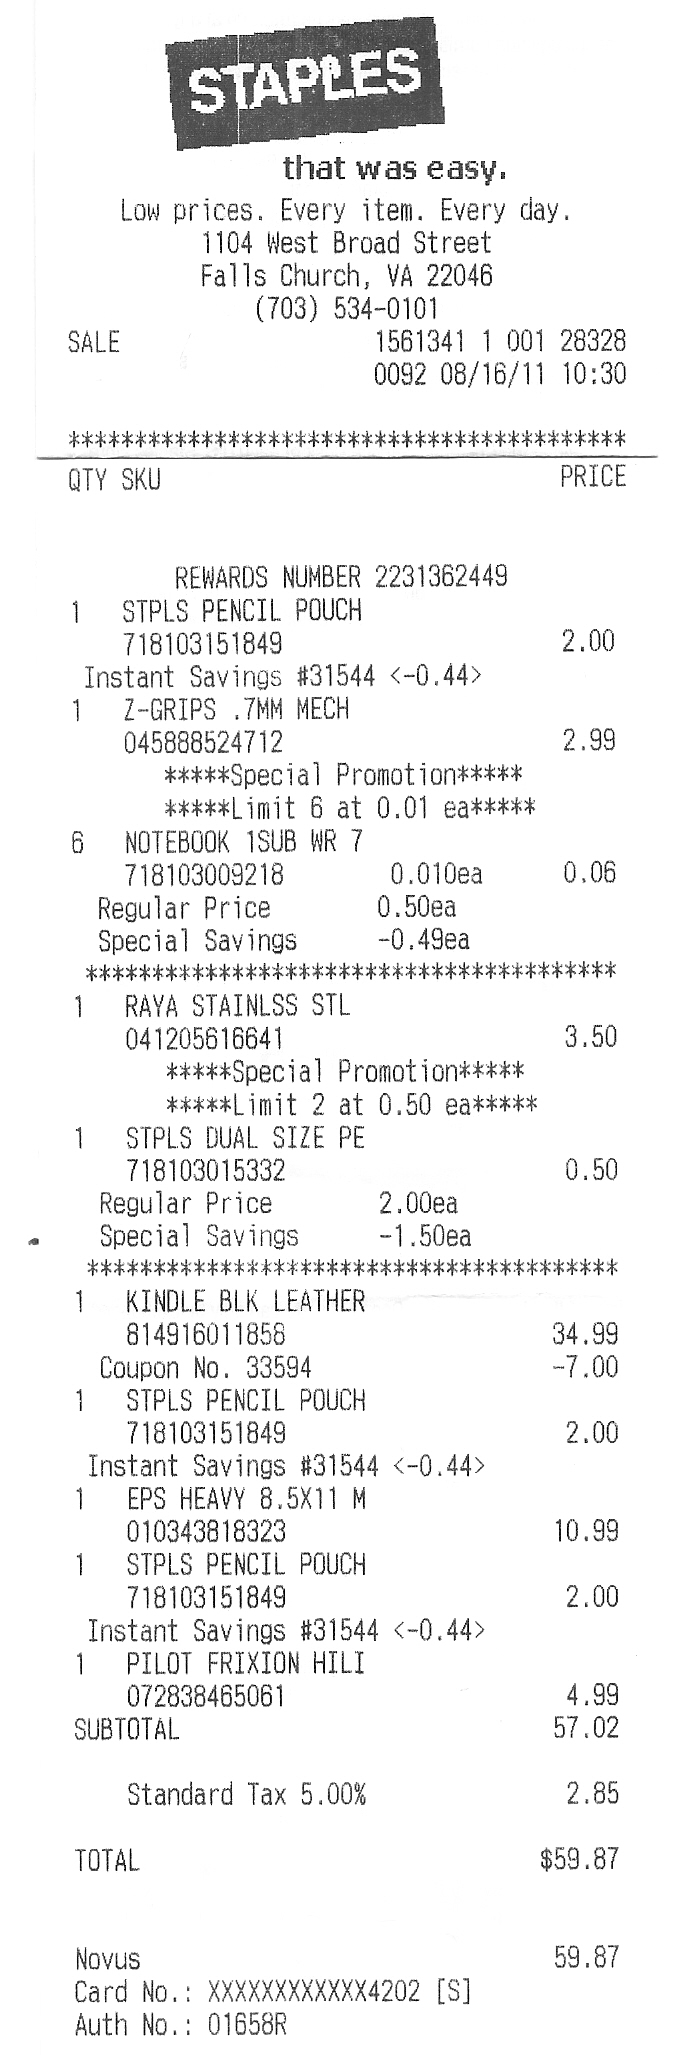 STAPLES
that was easy.
Low prices. Every item. Every day.
1104 West Broad Street
Falls Church, VA 22046
(703) 534-0101
SALE 1561341 1 001 28328
0092 08/16/11 10:30
******************************************
QTY SKU PRICE
REWARDS NUMBER 2231362449
1 STPLS PENCIL POUCH
718103151849 2.00
Instant Savings #31544 <-0.44>
1 Z-GRIPS .7MM MECH
045888524712 2.99
*****Special Promotion*****
*****Limit 6 at 0.01 ea*****
6 NOTEBOOK 1SUB WR 7
718103009218 0.010ea 0.06
Regular Price 0.50ea
Special Savings -0.49ea
****************************************
1 RAYA STAINLSS STL
041205616641 3.50
*****Special Promotion*****
*****Limit 2 at 0.50 ea*****
1 STPLS DUAL SIZE PE
718103015332 0.50
Regular Price 2.00ea
Special Savings -1.50ea
****************************************
1 KINDLE BLK LEATHER
814916011858 34.99
Coupon No. 33594 -7.00
1 STPLS PENCIL POUCH
718103151849 2.00
Instant Savings #31544 <-0.44>
1 EPS HEAVY 8.5X11 M
010343818323 10.99
1 STPLS PENCIL POUCH
718103151849 2.00
Instant Savings #31544 <-0.44>
1 PILOT FRIXION HILI
072838465061 4.99
SUBTOTAL 57.02
Standard Tax 5.00% 2.85
TOTAL $59.87
Novus 59.87
Card No.: XXXXXXXXXXXX4202 [S]
Auth No.: 01658R